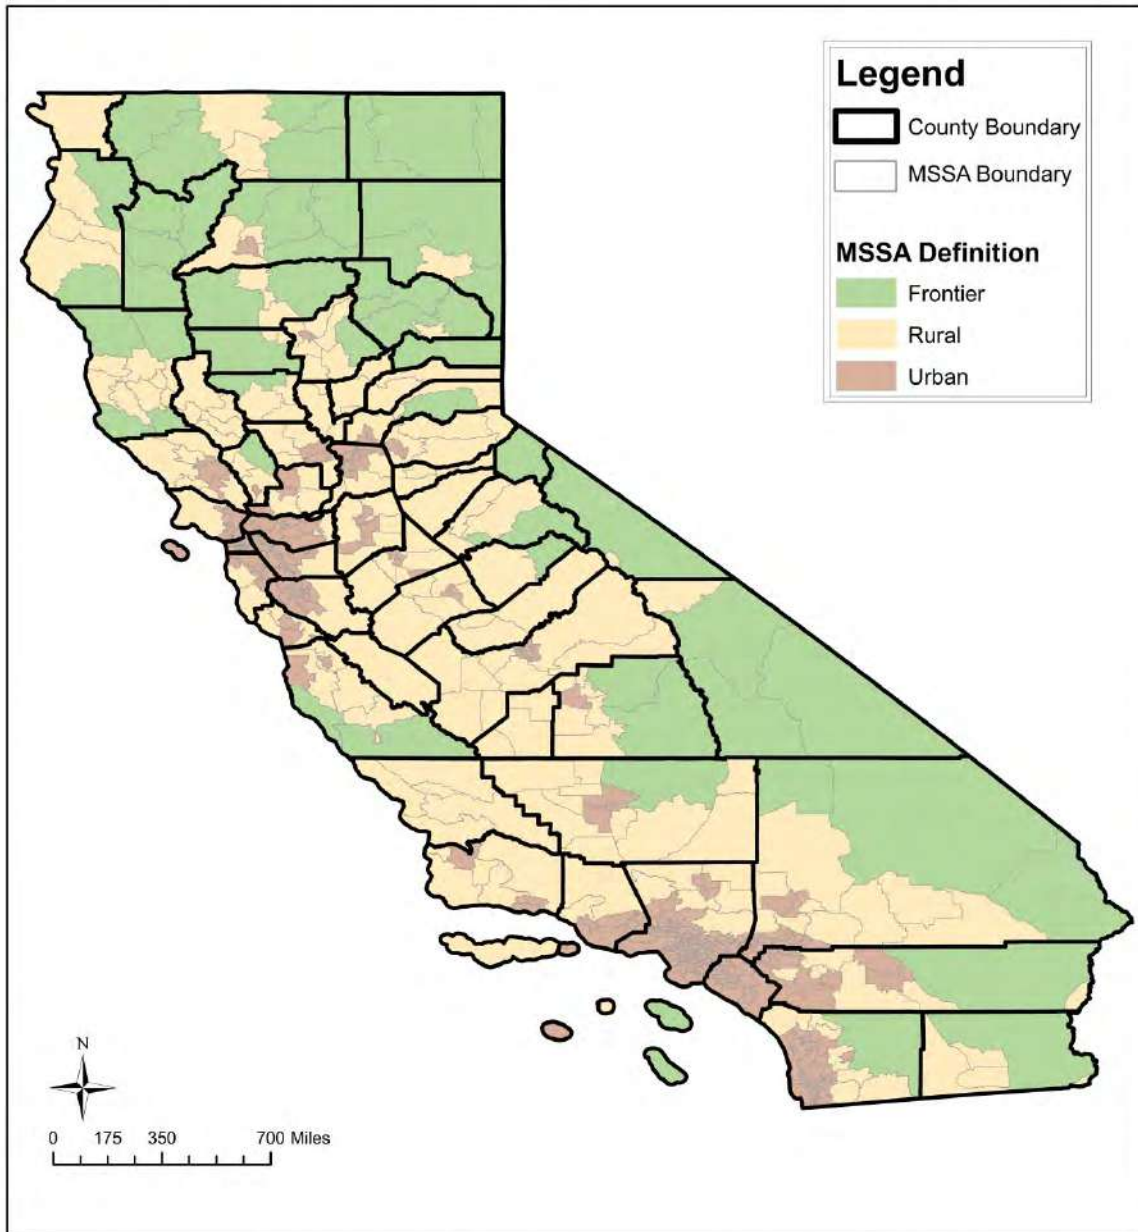 Legend
County Boundary
MSSA Boundary
MSSA Definition
Frontier
Rural
Urban
N
0 175 350 700 Miles